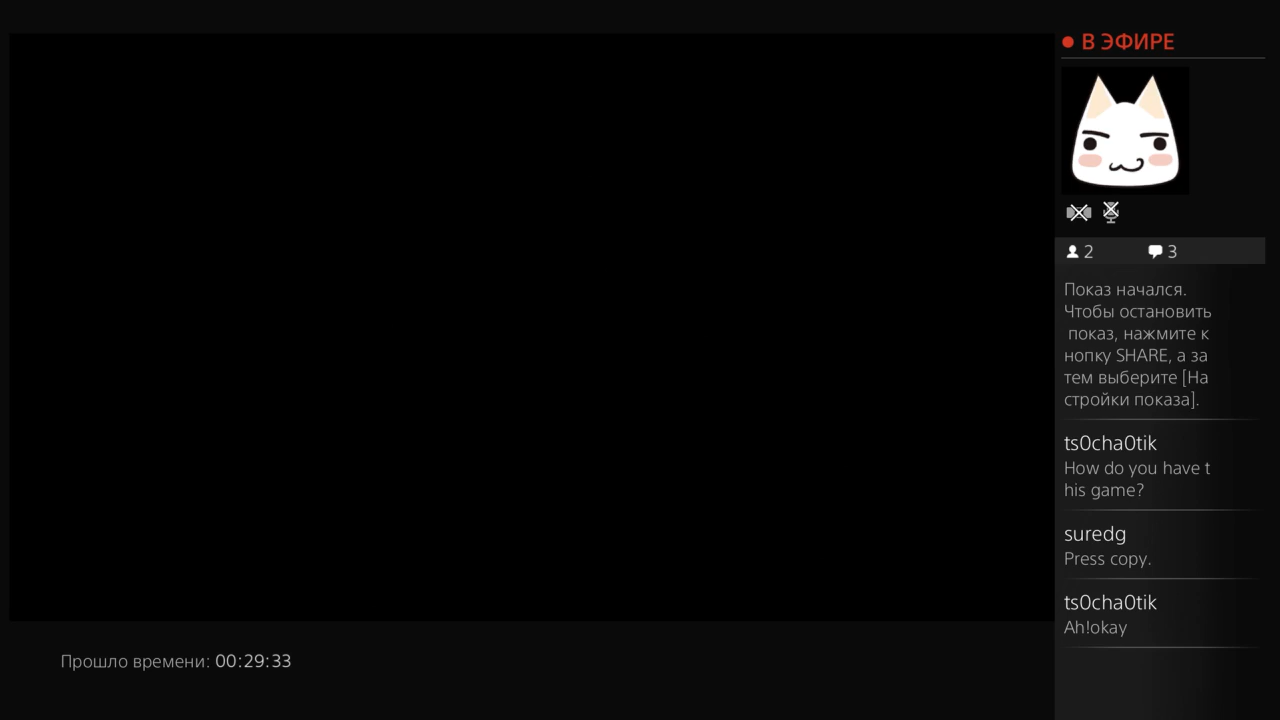 В ЭФИРЕ
2 3
Показ начался.
Чтобы остановить
показ, нажмите к
нопку SHARE, а за
тем выберите [На
стройки показа].
ts0cha0tik
How do you have t
his game?
suredg
Press copy.
ts0cha0tik
Ah!okay
Прошло времени: 00:29:33